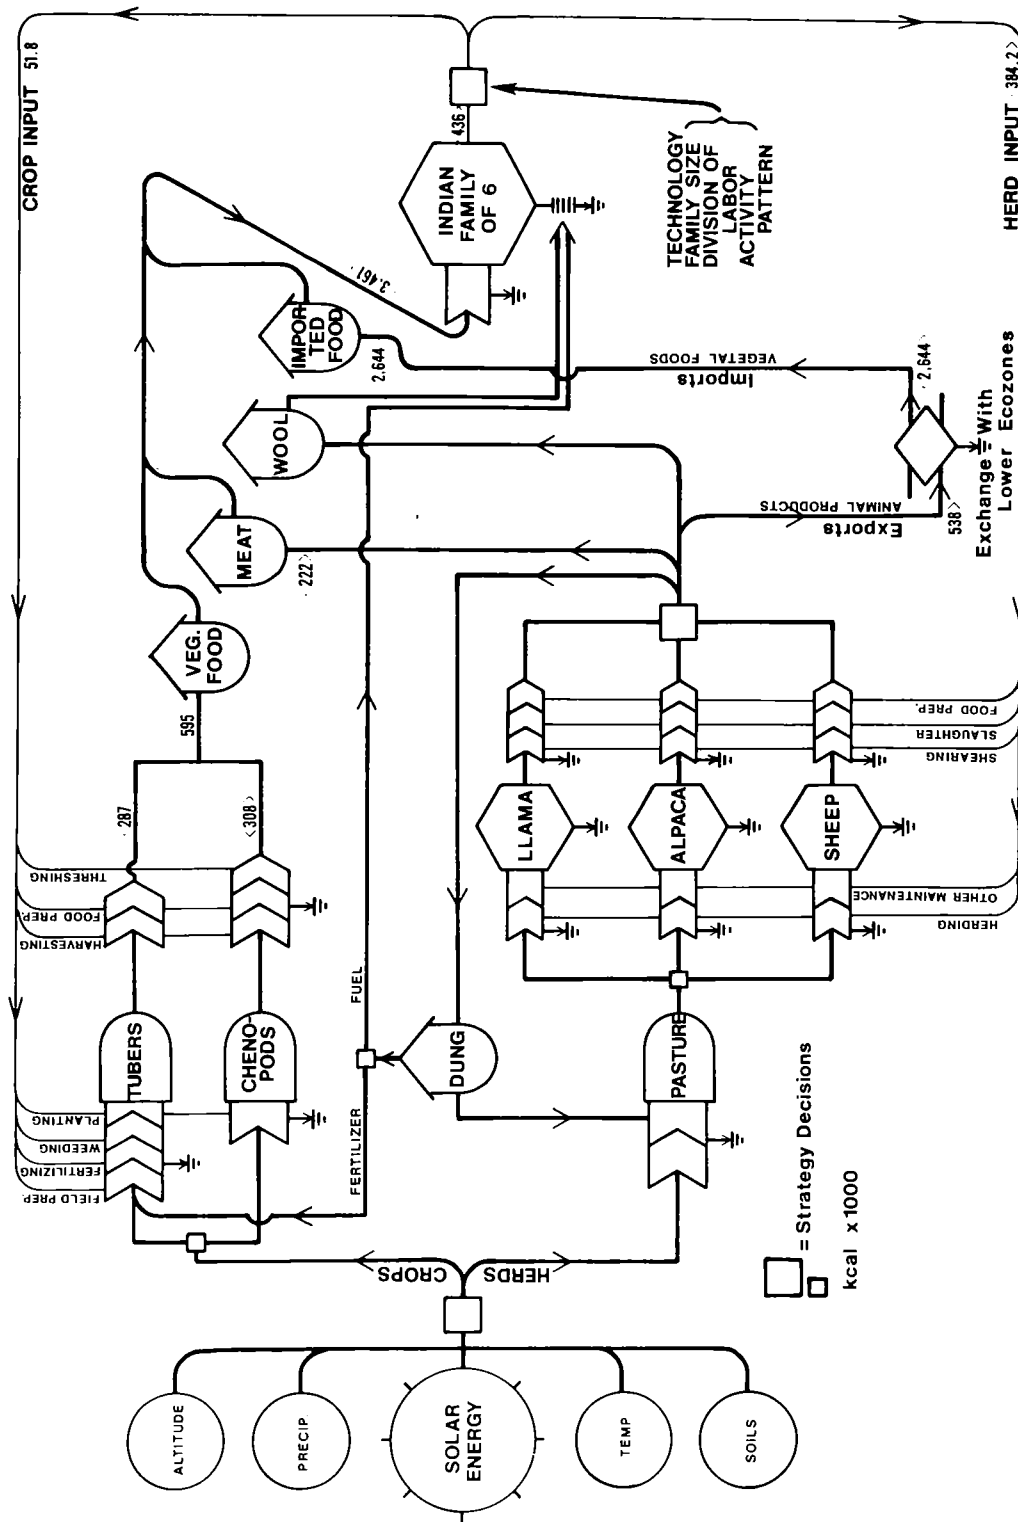 ALTITUDE
PRECIP
SOLAR
ENERGY
TEMP
SOILS
CROPS
HERDS
= Strategy Decisions
kcal x1000
FIELD PREP.
FERTILIZING
WEEDING
PLANTING
TUBERS
CHENO-
PODS
HARVESTING
FOOD PREP.
THRESHING
287
<308>
595
VEG.
FOOD
MEAT
222>
WOOL
IMPOR
TED
FOOD
2,644
3.461
FERTILIZER
FUEL
DUNG
PASTURE
HERDING
OTHER MAINTENANCE
LLAMA
ALPACA
SHEEP
SHEARING
SLAUGHTER
FOOD PREP.
Exports
ANIMAL PRODUCTS
538>
Exchange With
Lower Ecozones
2,644>
Imports
VEGETAL FOODS
INDIAN
FAMILY
OF 6
436>
TECHNOLOGY
FAMILY SIZE
DIVISION OF
LABOR
ACTIVITY
PATTERN
CROP INPUT 51.8
HERD INPUT 384.2>